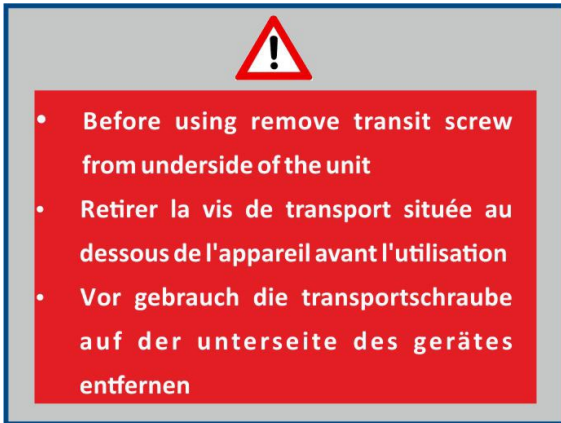 • Before using remove transit screw
from underside of the unit
• Retirer la vis de transport située au
dessous de l'appareil avant l'utilisation
• Vor gebrauch die transportschraube
auf der unterseite des gerätes
entfernen